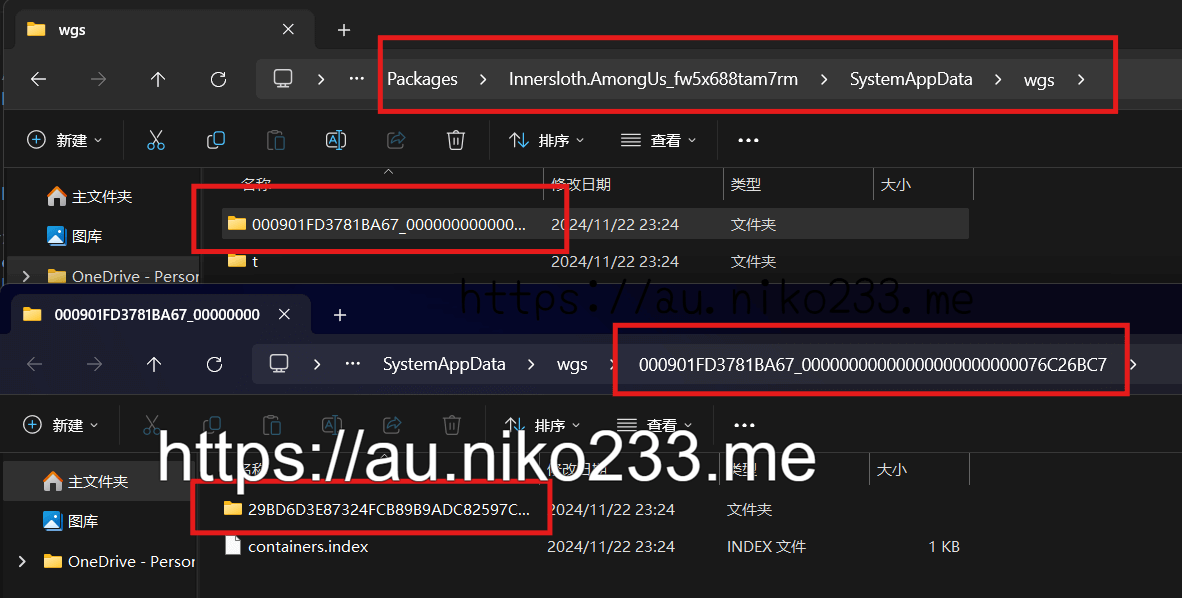 wgs
Packages > Innersloth.AmongUs_fw5x688tam7rm > SystemAppData > wgs >
新建 排序 查看
名称 修改日期 类型 大小
主文件夹
000901FD3781BA67_000000000000... 2024/11/22 23:24 文件夹
图库
t 2024/11/22 23:24 文件夹
OneDrive - Person
https://au.niko233.me
000901FD3781BA67_00000000
SystemAppData > wgs > 000901FD3781BA67_00000000000000000000000076C26BC7 >
新建 排序 查看
https://au.niko233.me
名称 修改日期 类型 大小
主文件夹
29BD6D3E87324FCB89B9ADC82597C... 2024/11/22 23:24 文件夹
图库
containers.index 2024/11/22 23:24 INDEX 文件 1 KB
OneDrive - Person